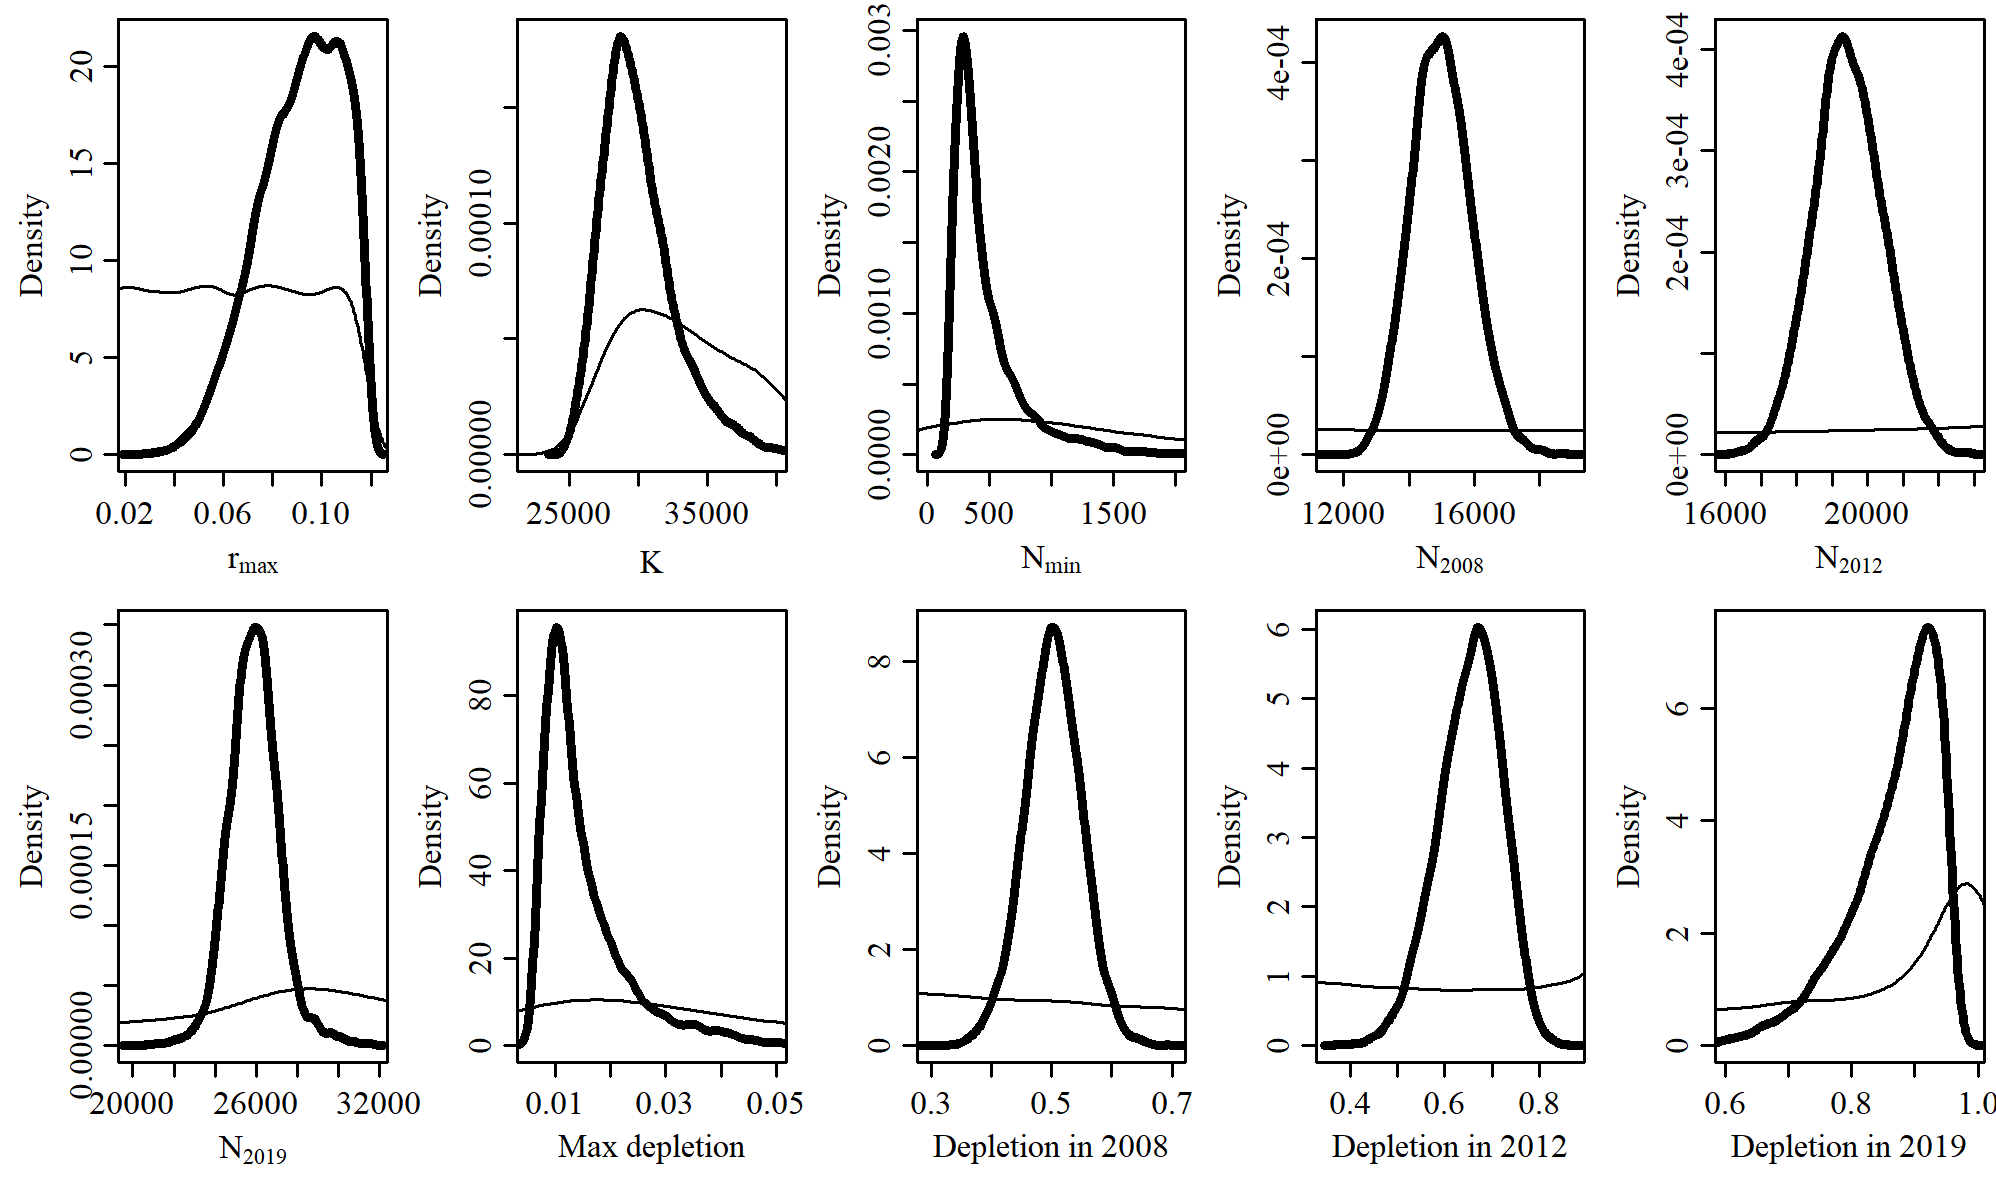 Density
0 5 10 15 20
0.02 0.06 0.10
r_max
Density
0.00000 0.00010
25000 35000
K
Density
0.0000 0.0010 0.0020 0.003
0 500 1500
N_min
Density
0e+00 2e-04 4e-04
12000 16000
N_2008
Density
0e+00 2e-04 3e-04 4e-04
16000 20000
N_2012
Density
0.00000 0.00015 0.00030
20000 26000 32000
N_2019
Density
0 20 40 60 80
0.01 0.03 0.05
Max depletion
Density
0 2 4 6 8
0.3 0.5 0.7
Depletion in 2008
Density
0 1 2 3 4 5 6
0.4 0.6 0.8
Depletion in 2012
Density
0 2 4 6
0.6 0.8 1.0
Depletion in 2019